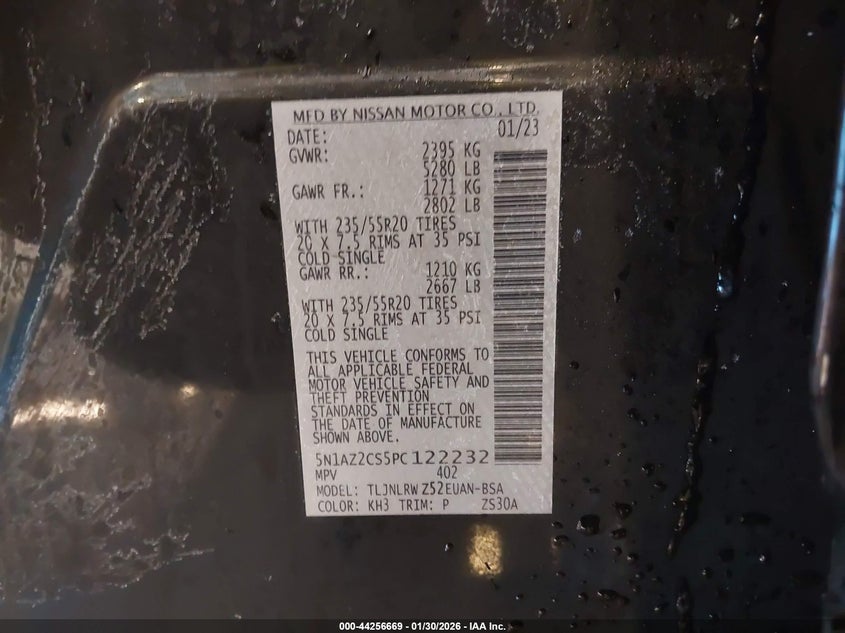 MFD BY NISSAN MOTOR CO., LTD.
DATE: 01/23
GVWR: 2395 KG
5280 LB
GAWR FR.: 1271 KG
2802 LB
WITH 235/55R20 TIRES
20 X 7.5 RIMS AT 35 PSI
COLD SINGLE
GAWR RR.: 1210 KG
2667 LB
WITH 235/55R20 TIRES
20 X 7.5 RIMS AT 35 PSI
COLD SINGLE
THIS VEHICLE CONFORMS TO
ALL APPLICABLE FEDERAL
MOTOR VEHICLE SAFETY AND
THEFT PREVENTION
STANDARDS IN EFFECT ON
THE DATE OF MANUFACTURE
SHOWN ABOVE.
5N1AZ2CS5PC122232
MPV 402
MODEL: TLJNLRWZ52EUAN-BSA
COLOR: KH3 TRIM: P ZS30A
000-44256669 - 01/30/2026 - IAA Inc.